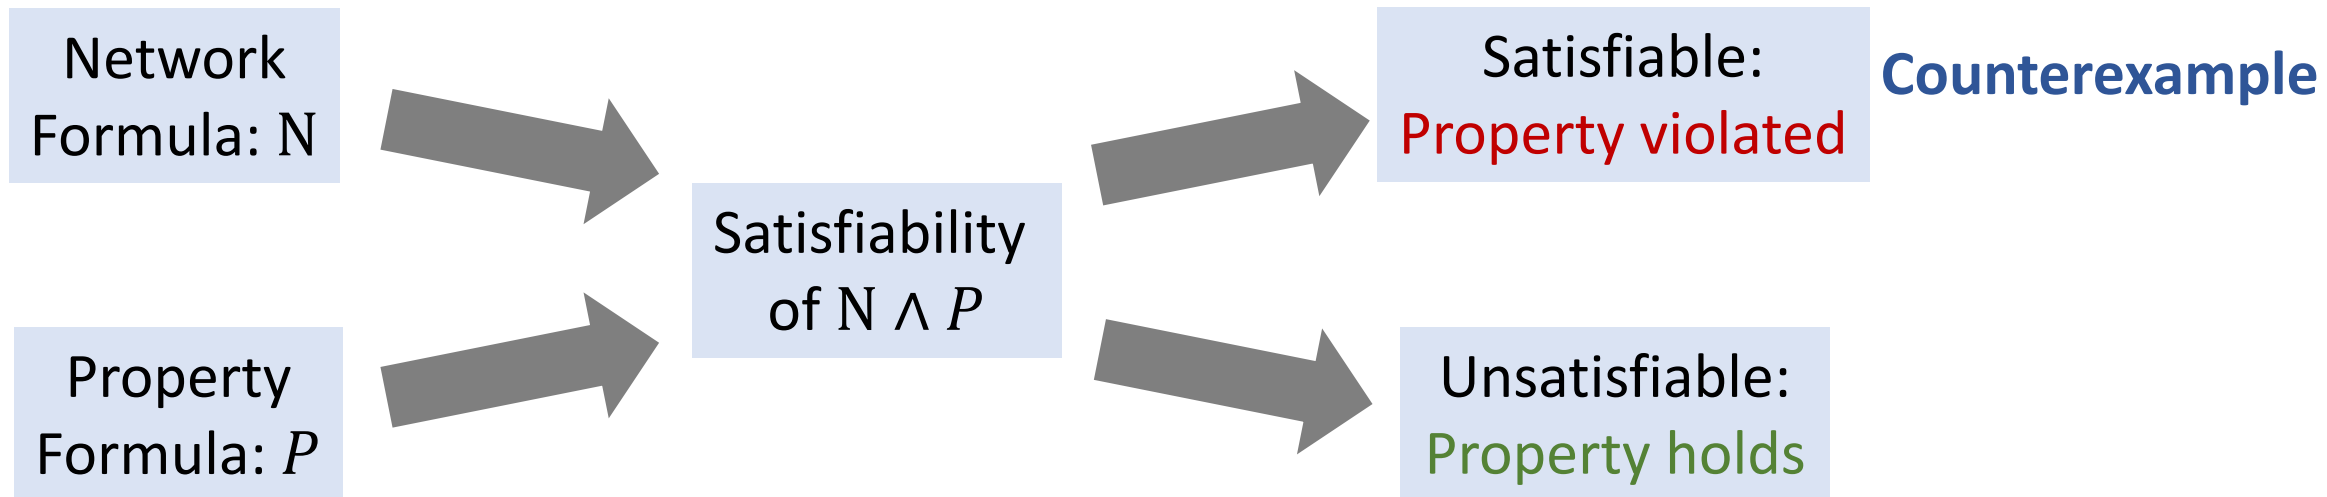 Network
Formula: N
Property
Formula: P
Satisfiability
of N ∧ P
Satisfiable:
Property violated
Counterexample
Unsatisfiable:
Property holds